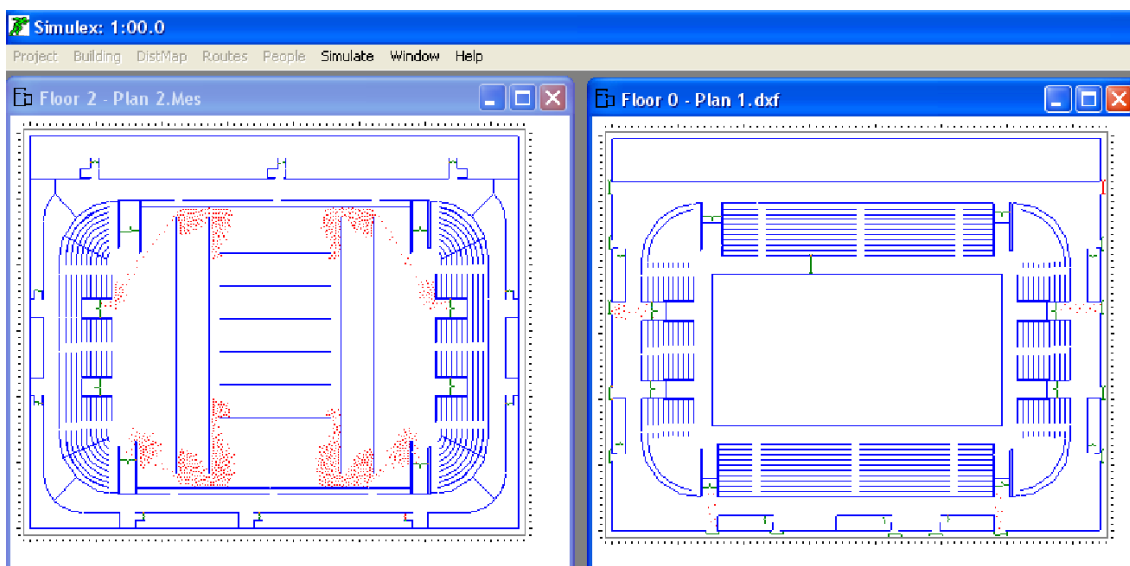 Simulex: 1:00.0
Project Building DistMap Routes People Simulate Window Help
Floor 2 - Plan 2.Mes
Floor 0 - Plan 1.dxf